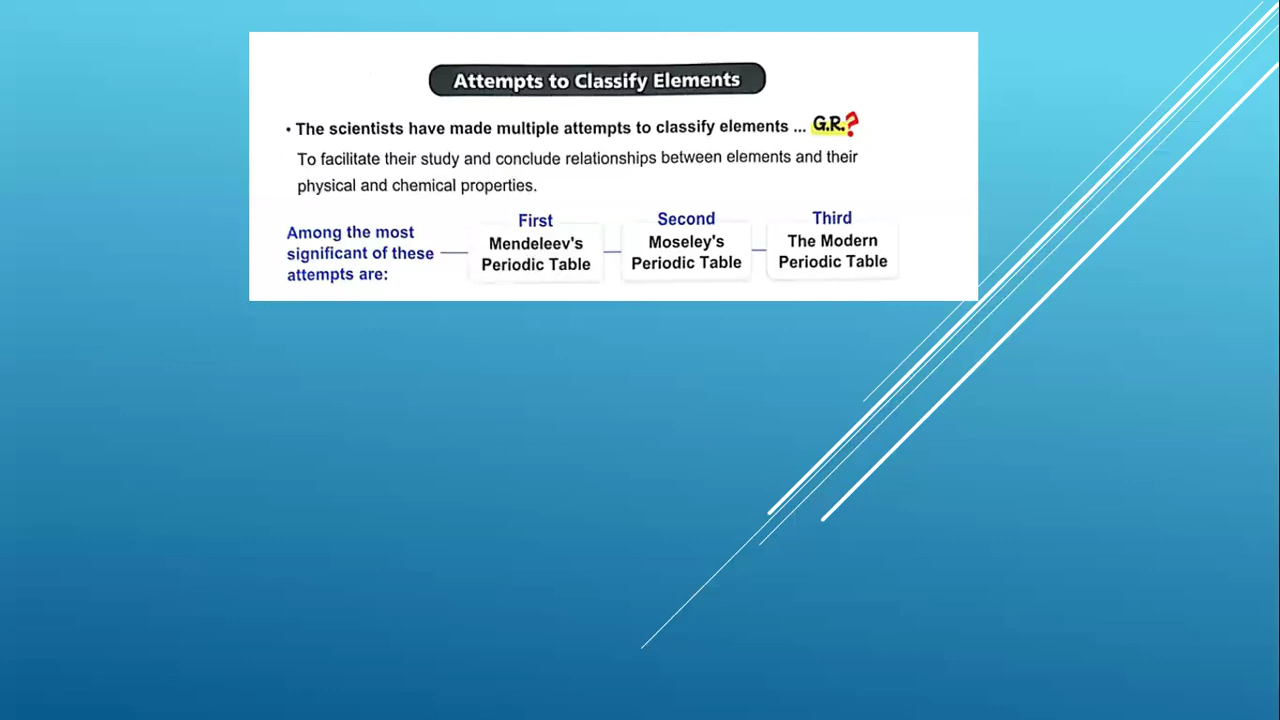 Attempts to Classify Elements
• The scientists have made multiple attempts to classify elements ... G.R.?
To facilitate their study and conclude relationships between elements and their
physical and chemical properties.
Among the most
significant of these
attempts are:
First
Mendeleev's
Periodic Table
Second
Moseley's
Periodic Table
Third
The Modern
Periodic Table